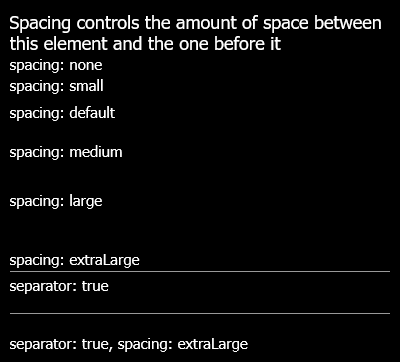 Spacing controls the amount of space between
this element and the one before it
spacing: none
spacing: small
spacing: default
spacing: medium
spacing: large
spacing: extraLarge
separator: true
separator: true, spacing: extraLarge